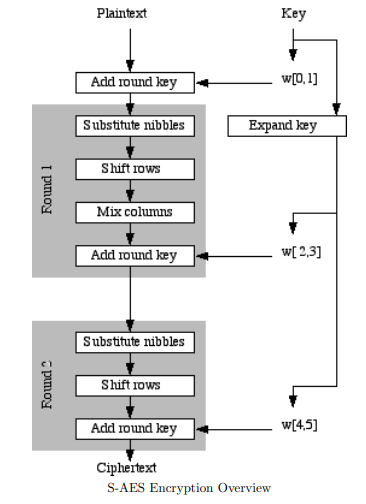 Plaintext
Key
Add round key
w[0,1]
Round 1
Substitute nibbles
Expand key
Shift rows
Mix columns
Add round key
w[2,3]
Round 2
Substitute nibbles
Shift rows
Add round key
w[4,5]
Ciphertext
S-AES Encryption Overview